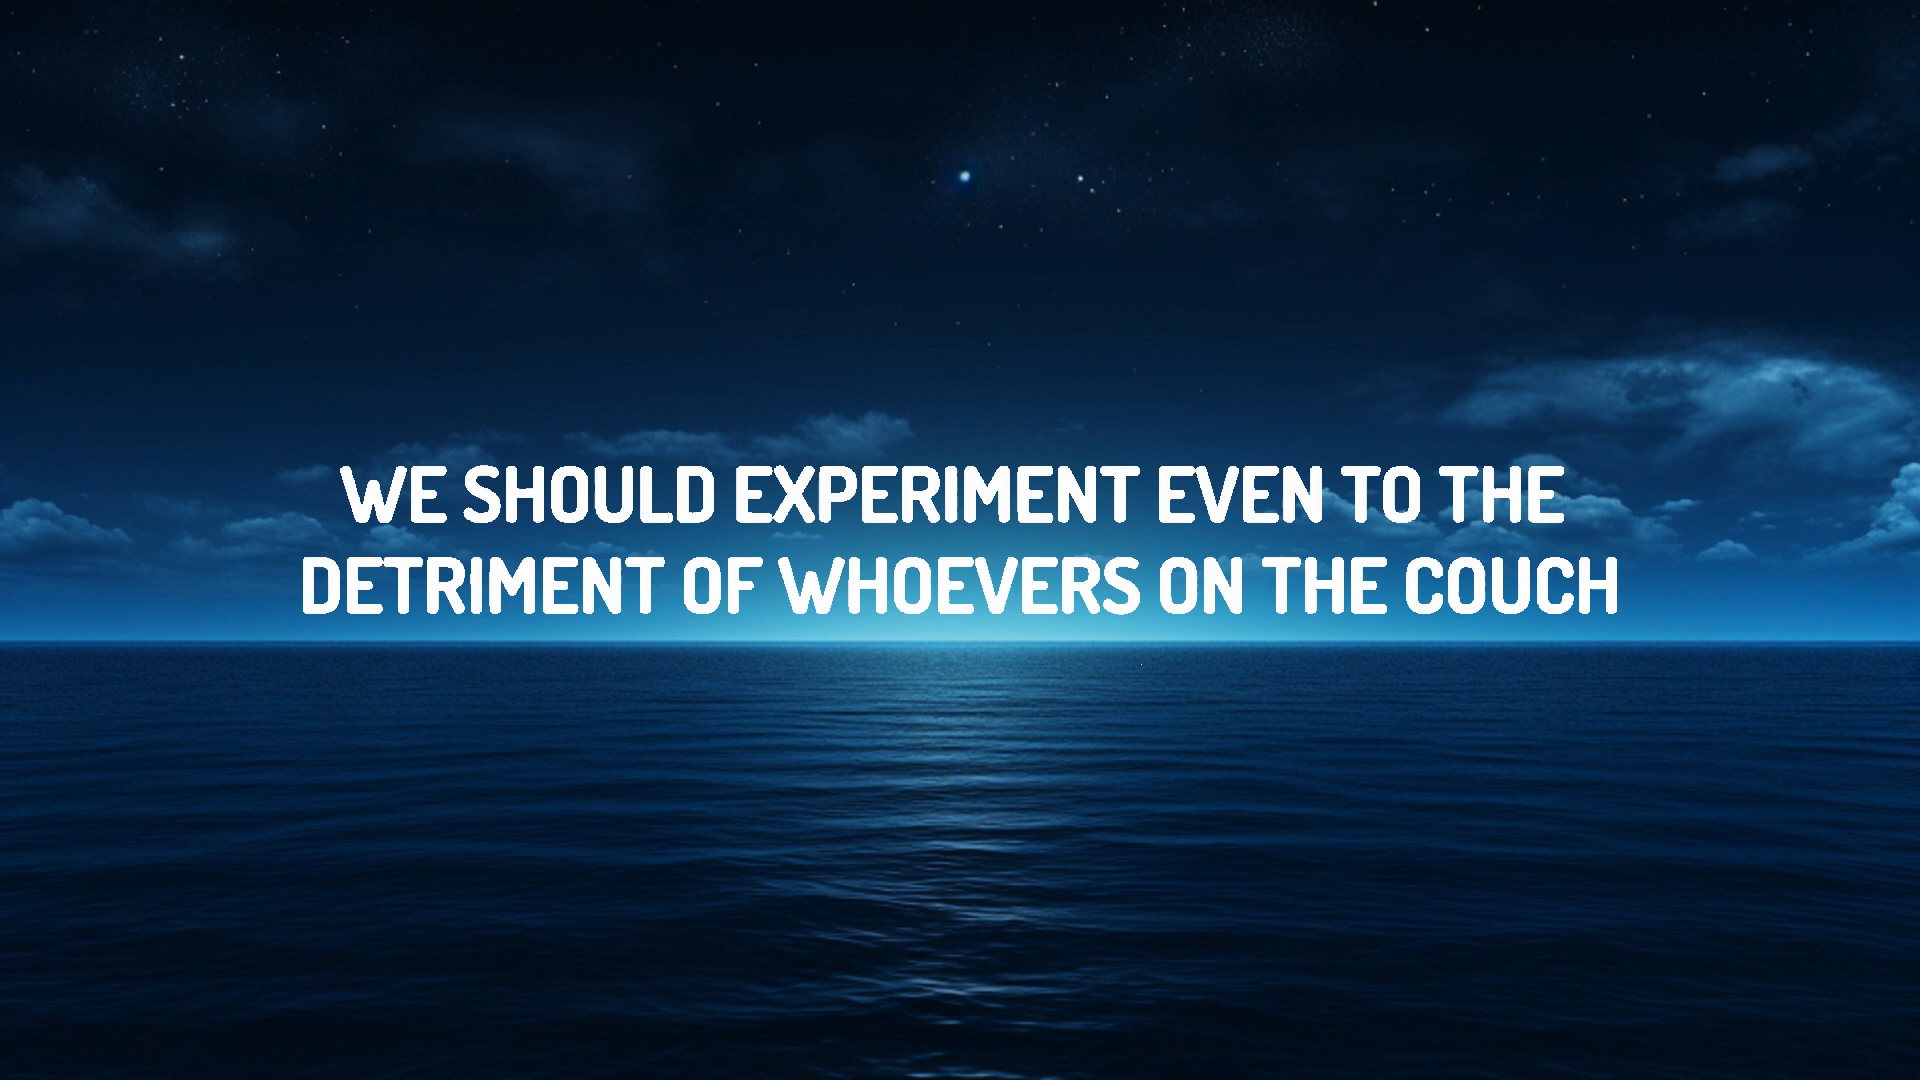 WE SHOULD EXPERIMENT EVEN TO THE
DETRIMENT OF WHOEVERS ON THE COUCH